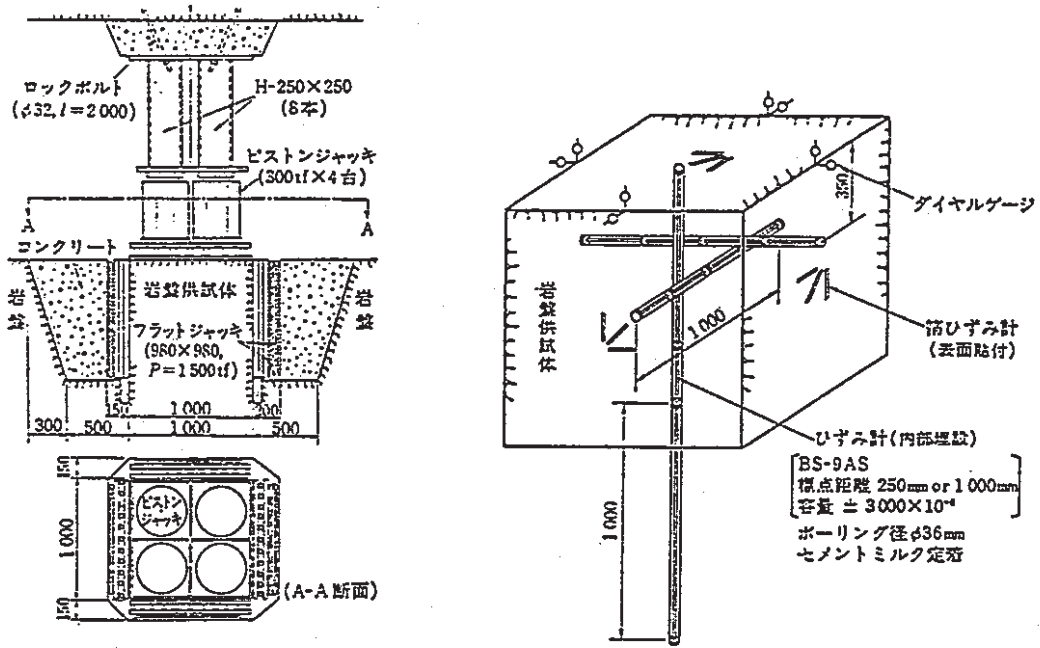 ロックボルト
(φ32, l=2000)
H-250×250
(8本)
ピストンジャッキ
(300tf×4台)
A
A
コンクリート
岩盤
岩盤供試体
岩盤
フラットジャッキ
(980×980,
P=1500tf)
1000
300
500
1000
500
150
1000
150
ピストン
ジャッキ
(A-A断面)
350
ダイヤルゲージ
岩盤供試体
1000
箔ひずみ計
(表面貼付)
ひずみ計(内部埋設)
BS-9AS
標点距離 250mm or 1000mm
容量 ±3000×10
ボーリング径φ36mm
セメントミルク定着
1000